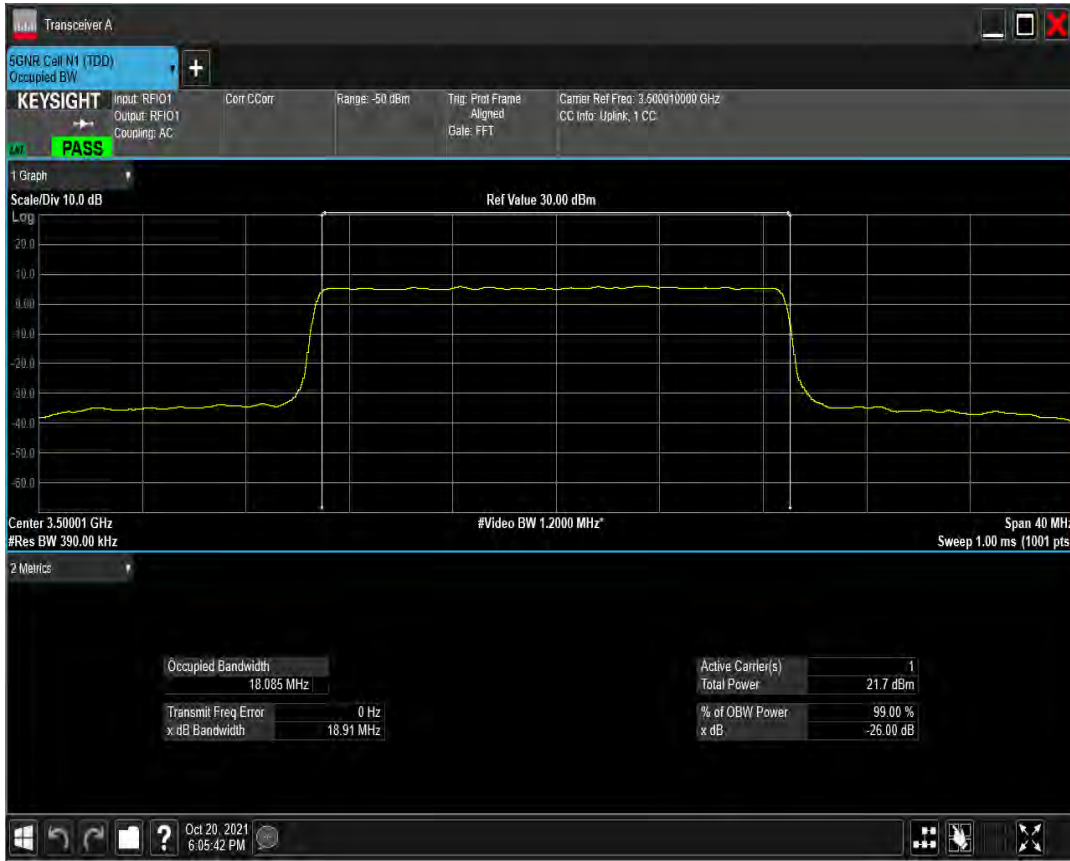 Transceiver A
5GNR Cell N1 (TDD)
Occupied BW
+
KEYSIGHT
Input: RFIO1
Output: RFIO1
Coupling: AC
Corr CCorr
Range: -50 dBm
Trig: Prot Frame
Aligned
Gate: FFT
Carrier Ref Freq: 3.500010000 GHz
CC Info: Uplink, 1 CC
PASS
1 Graph
Scale/Div 10.0 dB
Ref Value 30.00 dBm
Log
20.0
10.0
0.00
-10.0
-20.0
-30.0
-40.0
-50.0
-60.0
Center 3.50001 GHz
#Video BW 1.2000 MHz*
Span 40 MHz
#Res BW 390.00 kHz
Sweep 1.00 ms (1001 pts
2 Metrics
Occupied Bandwidth
18.085 MHz
Transmit Freq Error 0 Hz
x dB Bandwidth 18.91 MHz
Active Carrier(s) 1
Total Power 21.7 dBm
% of OBW Power 99.00 %
x dB -26.00 dB
?
Oct 20, 2021
6:05:42 PM